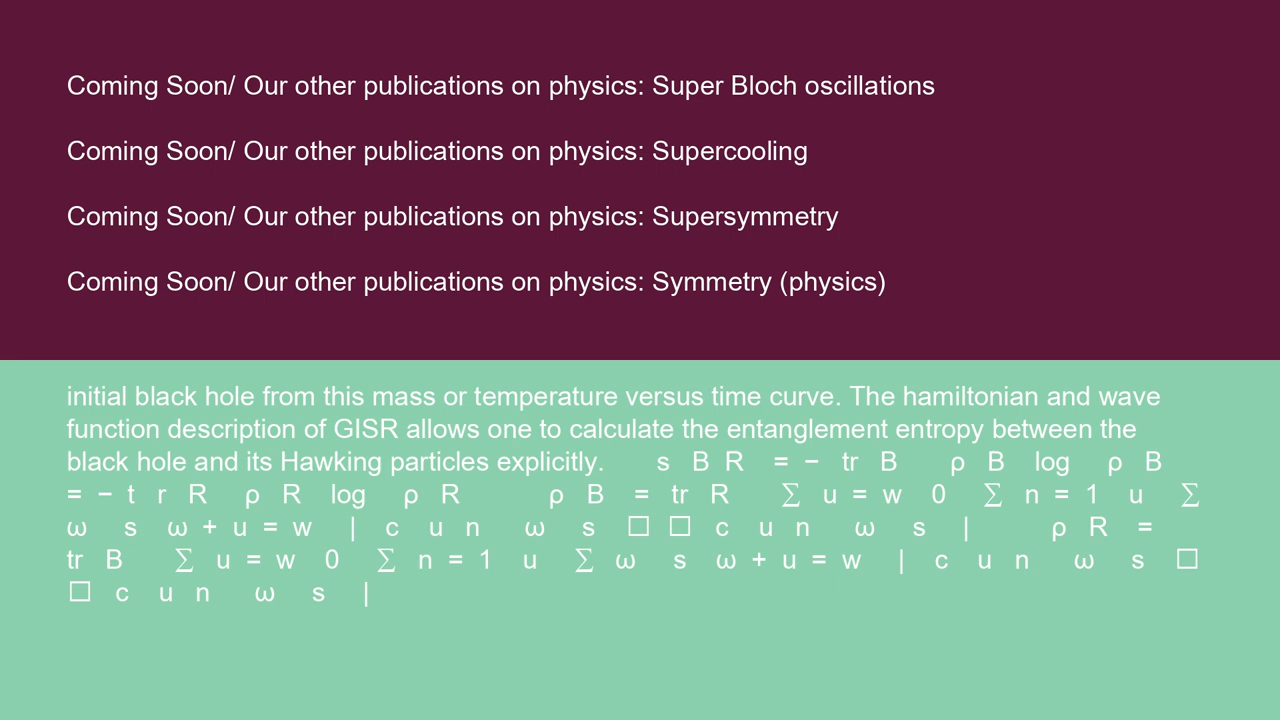 Coming Soon/ Our other publications on physics: Super Bloch oscillations
Coming Soon/ Our other publications on physics: Supercooling
Coming Soon/ Our other publications on physics: Supersymmetry
Coming Soon/ Our other publications on physics: Symmetry (physics)
initial black hole from this mass or temperature versus time curve. The hamiltonian and wave
function description of GISR allows one to calculate the entanglement entropy between the
black hole and its Hawking particles explicitly. s B R = − tr B ρ B log ρ B
= − t r R ρ R log ρ R ρ B = tr R ∑ u = w 0 ∑ n = 1 u ∑
ω s ω + u = w | c u n ω s □ □ c u n ω s | ρ R =
tr B ∑ u = w 0 ∑ n = 1 u ∑ ω s ω + u = w | c u n ω s □
□ c u n ω s |